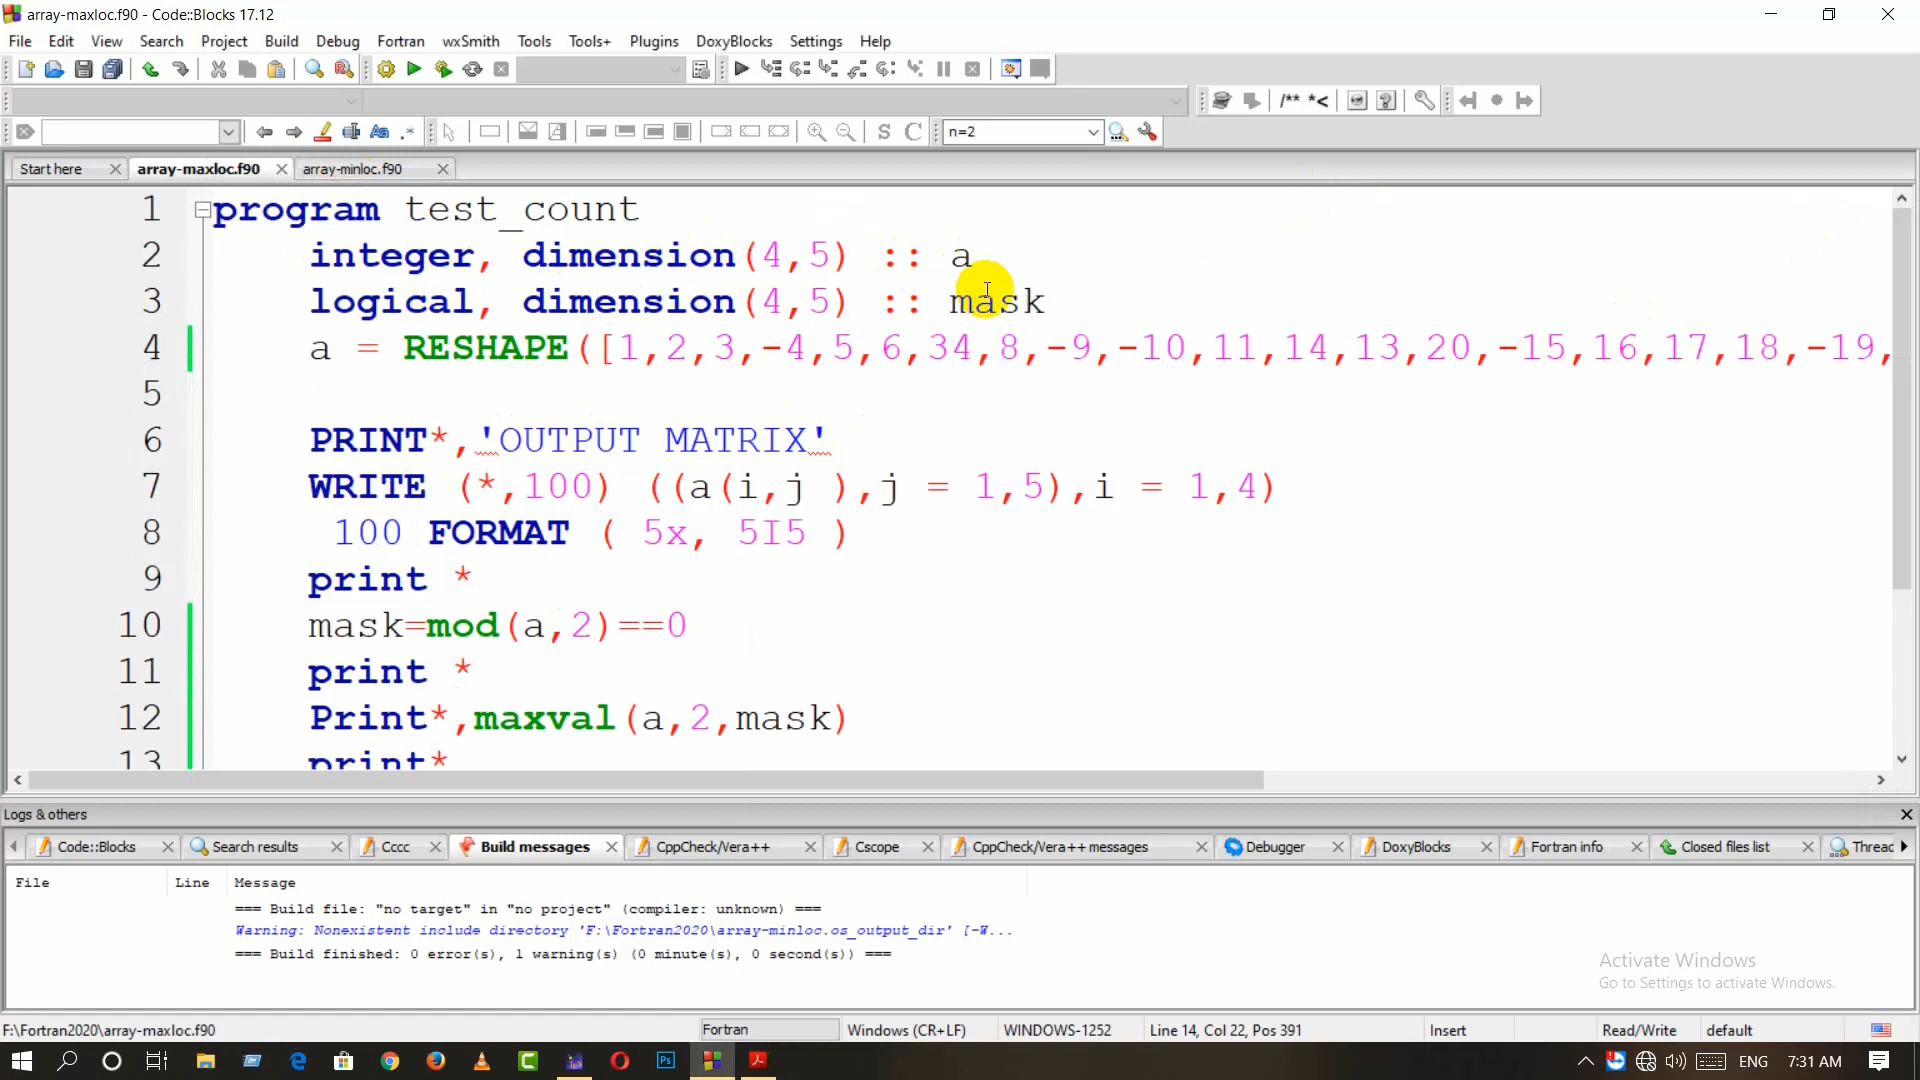 array-maxloc.f90 - Code::Blocks 17.12
File Edit View Search Project Build Debug Fortran wxSmith Tools Tools+ Plugins DoxyBlocks Settings Help
/** *<
S C n=2
Start here array-maxloc.f90 array-minloc.f90
1 program test_count
2 integer, dimension(4,5) :: a
3 logical, dimension(4,5) :: mask
4 a = RESHAPE([1,2,3,-4,5,6,34,8,-9,-10,11,14,13,20,-15,16,17,18,-19,
5
6 PRINT*,'OUTPUT MATRIX'
7 WRITE (*,100) ((a(i,j ),j = 1,5),i = 1,4)
8 100 FORMAT ( 5x, 5I5 )
9 print *
10 mask=mod(a,2)==0
11 print *
12 Print*,maxval(a,2,mask)
13 print*
Logs & others
Code::Blocks Search results Cccc Build messages CppCheck/Vera++ Cscope CppCheck/Vera++ messages Debugger DoxyBlocks Fortran info Closed files list Threac
File Line Message
=== Build file: "no target" in "no project" (compiler: unknown) ===
Warning: Nonexistent include directory 'F:\Fortran2020\array-minloc.os_output_dir' [-W...
=== Build finished: 0 error(s), 1 warning(s) (0 minute(s), 0 second(s)) ===
Activate Windows
Go to Settings to activate Windows.
F:\Fortran2020\array-maxloc.f90 Fortran Windows (CR+LF) WINDOWS-1252 Line 14, Col 22, Pos 391 Insert Read/Write default
Ps ENG 7:31 AM